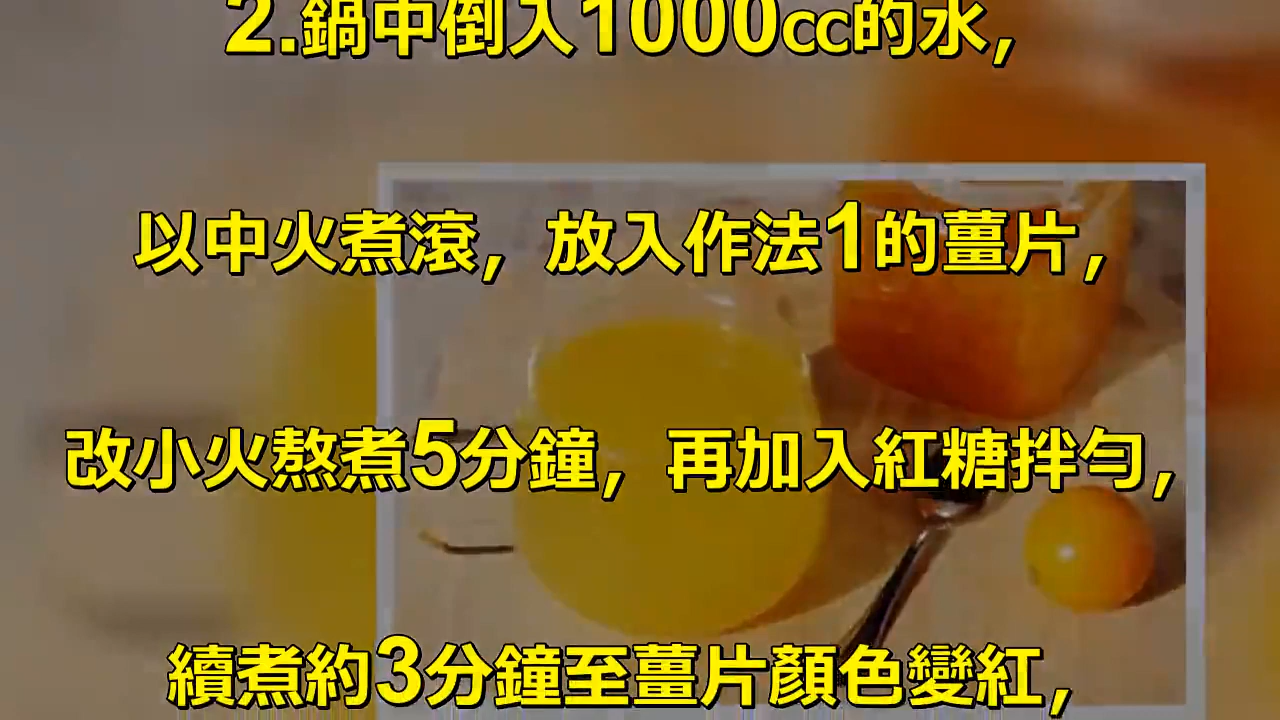 2.鍋中倒入1000cc的水,
以中火煮滾,放入作法1的薑片,
改小火熬煮5分鐘,再加入紅糖拌勻,
續煮約3分鐘至薑片顏色變紅,